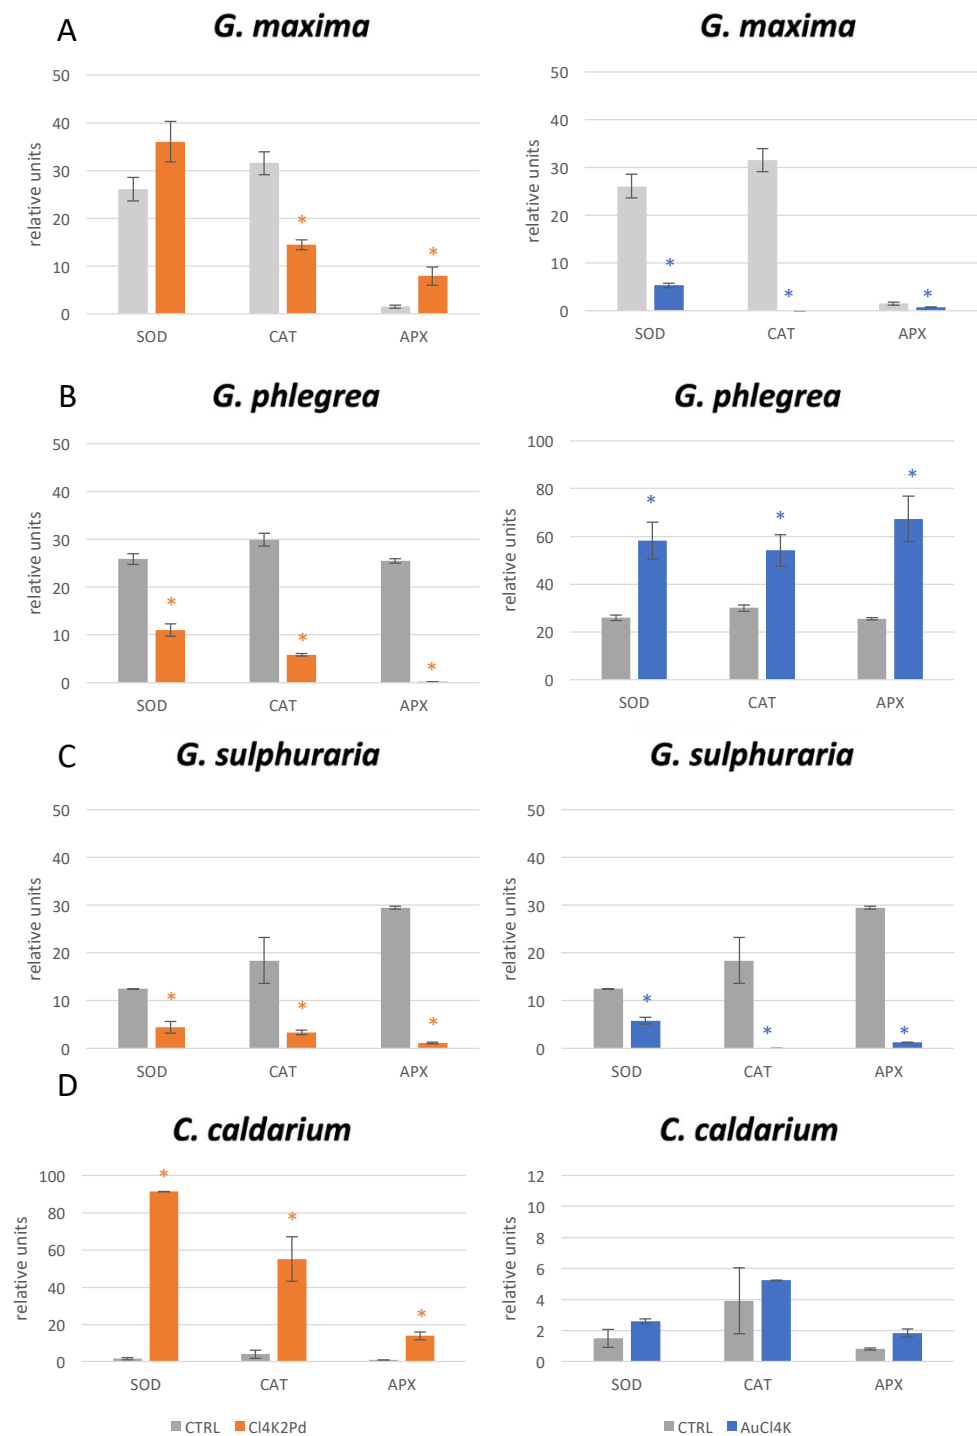 A
G. maxima
G. maxima
relative units
50
40
30
20
10
0
*
*
SOD
CAT
APX
relative units
50
40
30
20
10
0
*
*
*
SOD
CAT
APX
B
G. phlegrea
G. phlegrea
relative units
50
40
30
20
10
0
*
*
*
SOD
CAT
APX
relative units
100
80
60
40
20
0
*
*
*
SOD
CAT
APX
C
G. sulphuraria
G. sulphuraria
relative units
50
40
30
20
10
0
*
*
*
SOD
CAT
APX
relative units
50
40
30
20
10
0
*
*
*
SOD
CAT
APX
D
C. caldarium
C. caldarium
relative units
100
80
60
40
20
0
*
*
*
SOD
CAT
APX
CTRL
Cl4K2Pd
relative units
12
10
8
6
4
2
0
SOD
CAT
APX
CTRL
AuCl4K